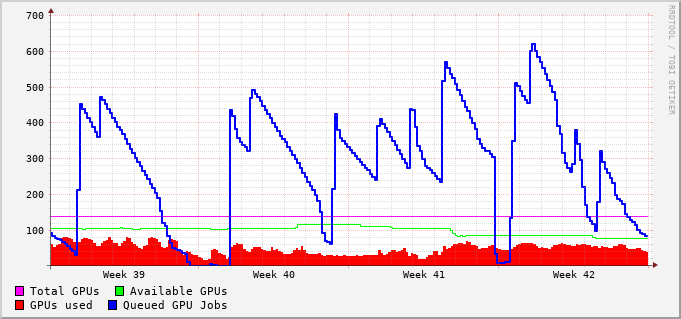 700
600
500
400
300
200
100
Week 39 Week 40 Week 41 Week 42
Total GPUs Available GPUs
GPUs used Queued GPU Jobs
RRDTOOL / TOBI OETIKER